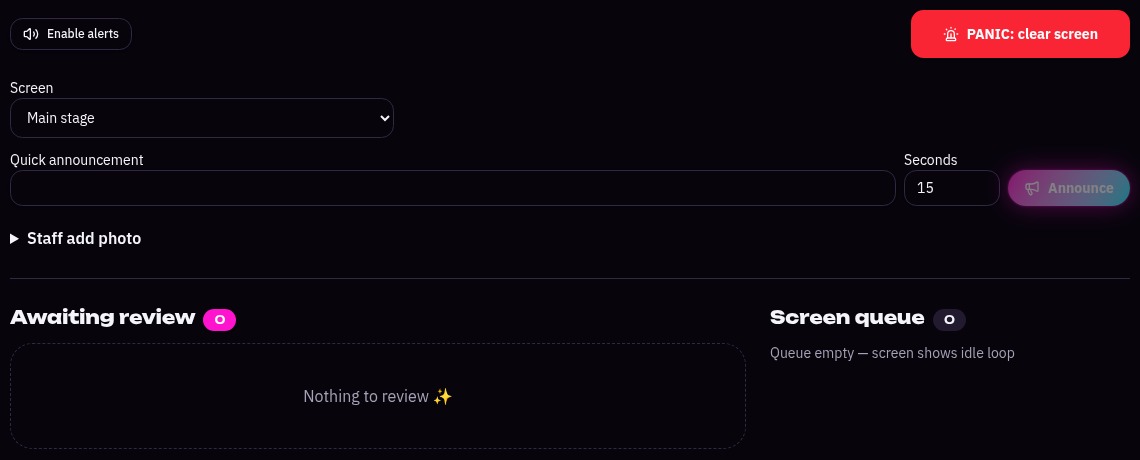 Enable alerts
PANIC: clear screen
Screen
Main stage
Quick announcement
Seconds
15
Announce
Staff add photo
Awaiting review 0
Screen queue 0
Queue empty — screen shows idle loop
Nothing to review ✨